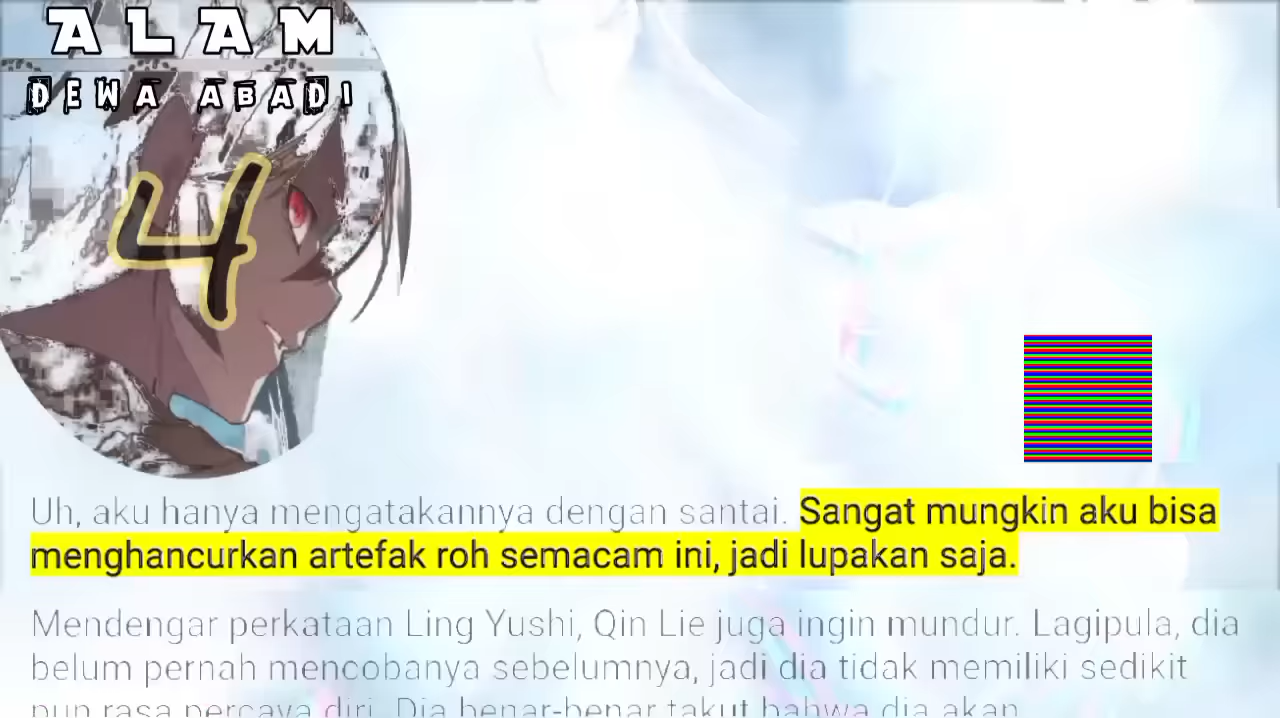 ALAM
DEWA ABADI
4
Uh, aku hanya mengatakannya dengan santai. Sangat mungkin aku bisa
menghancurkan artefak roh semacam ini, jadi lupakan saja.
Mendengar perkataan Ling Yushi, Qin Lie juga ingin mundur. Lagipula, dia
belum pernah mencobanya sebelumnya, jadi dia tidak memiliki sedikit
pun rasa percaya diri. Dia benar-benar takut bahwa dia akan